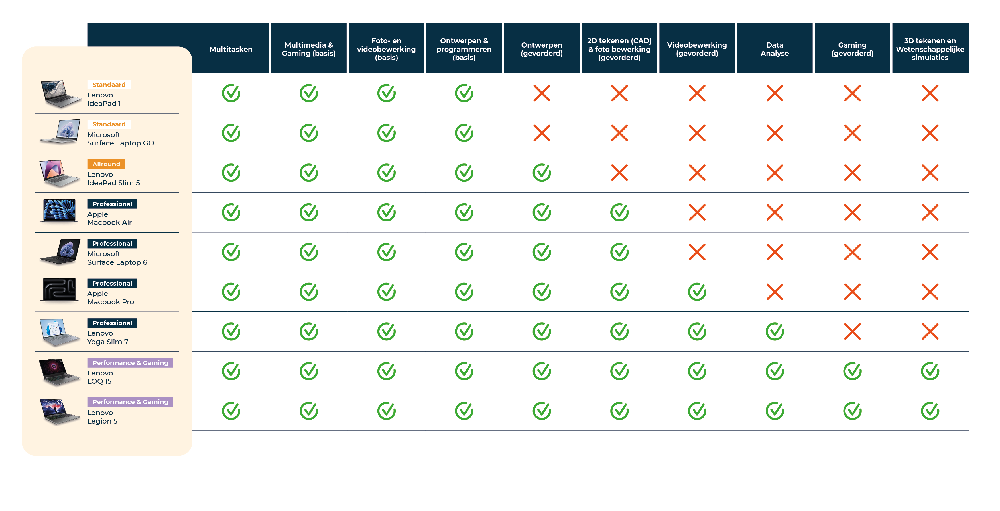 Multitasken
Multimedia &
Gaming (basis)
Foto- en
videobewerking
(basis)
Ontwerpen &
programmeren
(basis)
Ontwerpen
(gevorderd)
2D tekenen (CAD)
& foto bewerking
(gevorderd)
Videobewerking
(gevorderd)
Data
Analyse
Gaming
(gevorderd)
3D tekenen en
Wetenschappelijke
simulaties
Standaard
Lenovo
IdeaPad 1
Standaard
Microsoft
Surface Laptop GO
Allround
Lenovo
IdeaPad Slim 5
Professional
Apple
Macbook Air
Professional
Microsoft
Surface Laptop 6
Professional
Apple
Macbook Pro
Professional
Lenovo
Yoga Slim 7
Performance & Gaming
Lenovo
LOQ 15
Performance & Gaming
Lenovo
Legion 5